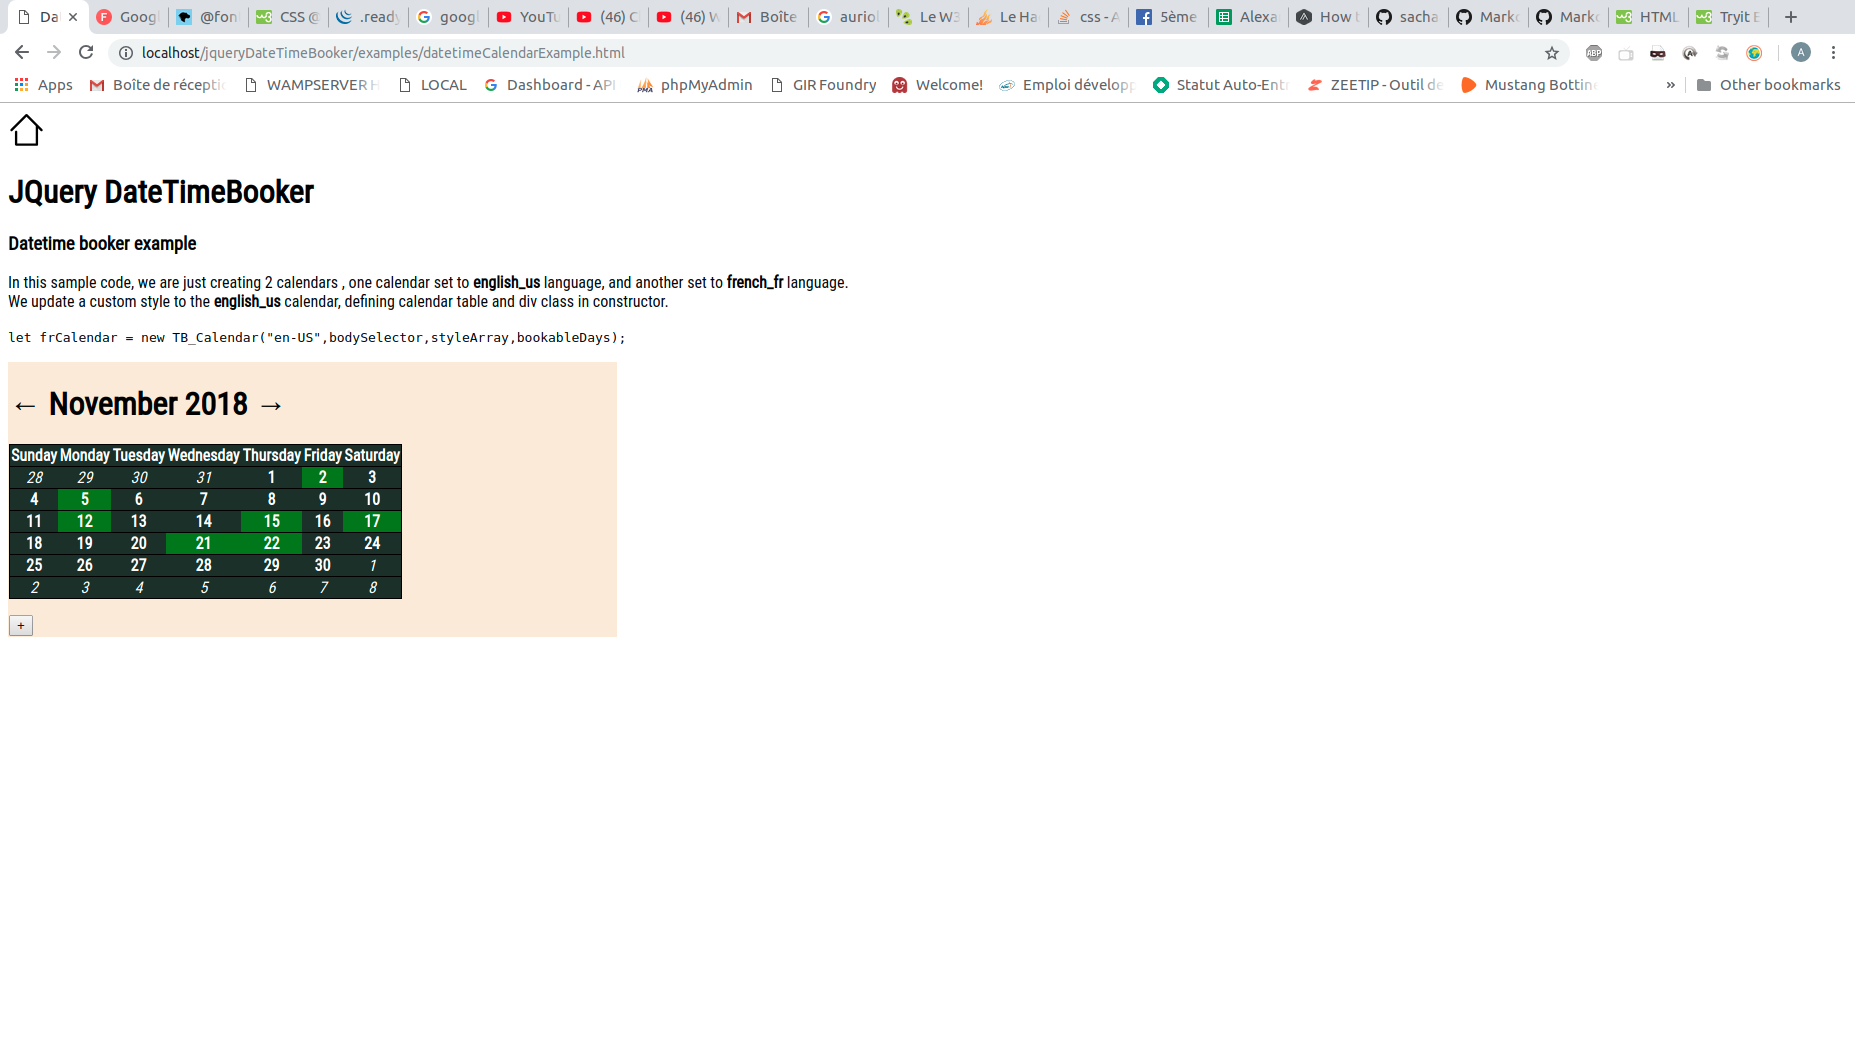 Da
Googl
@fon
CSS @
.ready
googl
YouTu
(46) C
(46) W
Boîte
auriol
Le W3
Le Ha
css - A
5ème
Alexa
How t
sacha
Marko
Marko
HTML
Tryit E
localhost/jqueryDateTimeBooker/examples/datetimeCalendarExample.html
ABP
A
Apps
Boîte de réceptio
WAMPSERVER H
LOCAL
Dashboard - API
phpMyAdmin
GIR Foundry
Welcome!
Emploi développ
Statut Auto-Entr
ZEETIP - Outil de
Mustang Bottine
» Other bookmarks
JQuery DateTimeBooker
Datetime booker example
In this sample code, we are just creating 2 calendars , one calendar set to english_us language, and another set to french_fr language.
We update a custom style to the english_us calendar, defining calendar table and div class in constructor.
let frCalendar = new TB_Calendar("en-US",bodySelector,styleArray,bookableDays);
← November 2018 →
Sunday Monday Tuesday Wednesday Thursday Friday Saturday
28 29 30 31 1 2 3
4 5 6 7 8 9 10
11 12 13 14 15 16 17
18 19 20 21 22 23 24
25 26 27 28 29 30 1
2 3 4 5 6 7 8
+